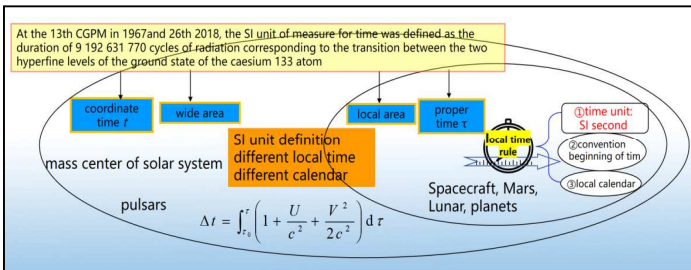 At the 13th CGPM in 1967and 26th 2018, the SI unit of measure for time was defined as the
duration of 9 192 631 770 cycles of radiation corresponding to the transition between the two
hyperfine levels of the ground state of the caesium 133 atom
coordinate
time t
wide area
local area
proper
time τ
SI unit definition
different local time
different calendar
mass center of solar system
pulsars
Δt = ∫_{τ₀}^{τ} (1 + U/c² + V²/2c²) d τ
local time
rule
Spacecraft, Mars,
Lunar, planets
①time unit:
SI second
②convention
beginning of tim
③local calendar